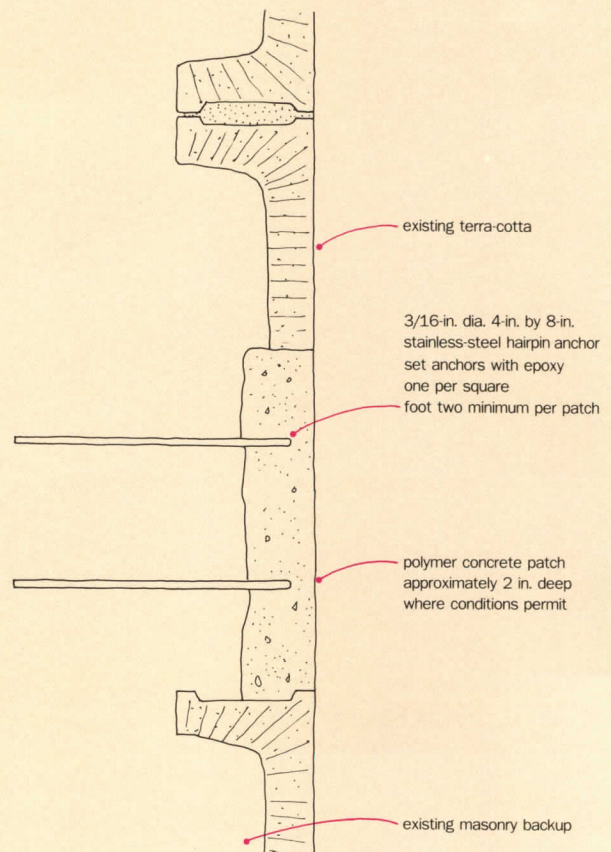 existing terra-cotta
3/16-in. dia. 4-in. by 8-in.
stainless-steel hairpin anchor
set anchors with epoxy
one per square
foot two minimum per patch
polymer concrete patch
approximately 2 in. deep
where conditions permit
existing masonry backup